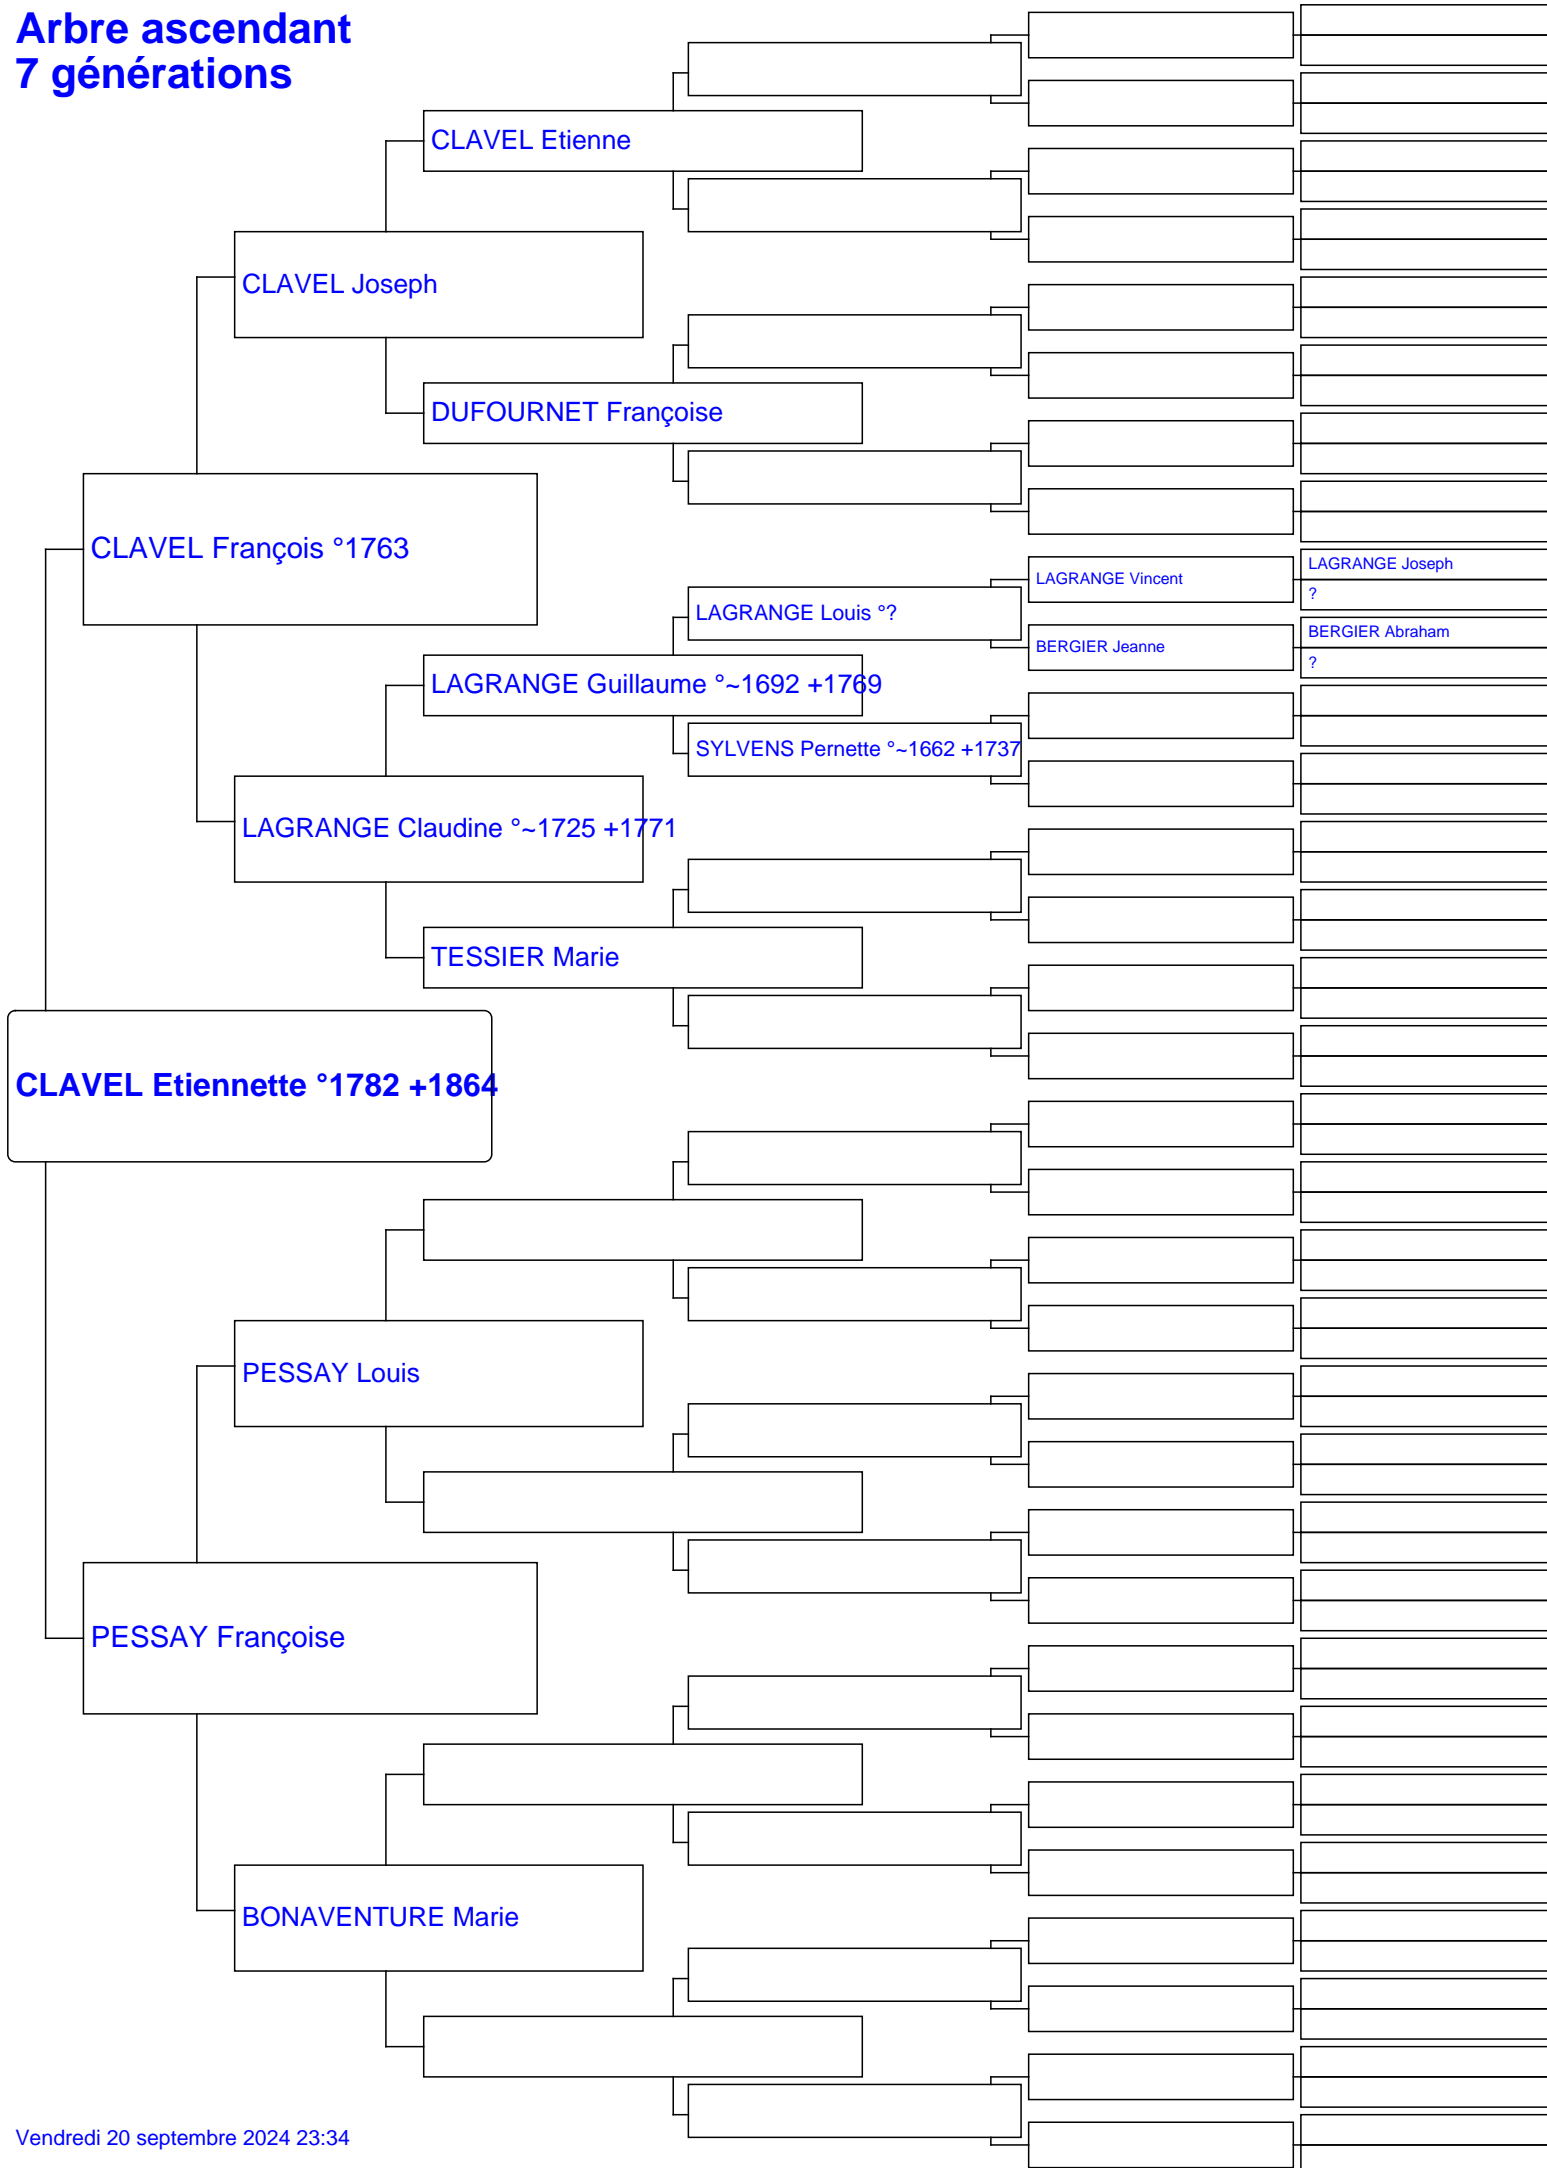 Arbre ascendant
7 générations
CLAVEL Etienne
CLAVEL Joseph
DUFOURNET Françoise
CLAVEL François °1763
LAGRANGE Joseph
LAGRANGE Vincent
?
LAGRANGE Louis °?
BERGIER Abraham
BERGIER Jeanne
?
LAGRANGE Guillaume °~1692 +1769
SYLVENS Pernette °~1662 +1737
LAGRANGE Claudine °~1725 +1771
TESSIER Marie
CLAVEL Etiennette °1782 +1864
PESSAY Louis
PESSAY Françoise
BONAVENTURE Marie
Vendredi 20 septembre 2024 23:34